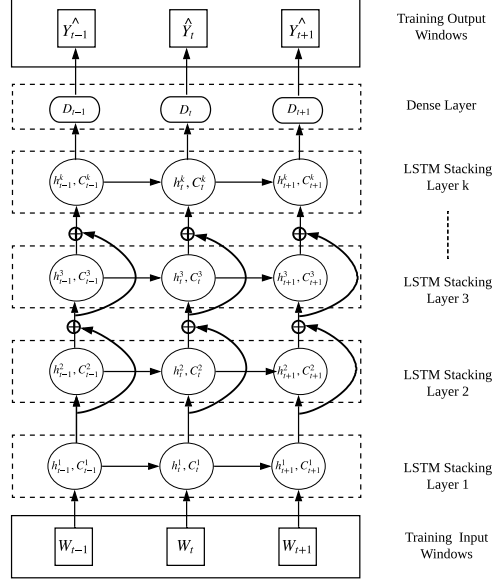 Ŷ_{t−1} Ŷ_t Ŷ_{t+1} Training Output
Windows
D_{t−1} D_t D_{t+1} Dense Layer
h^k_{t−1}, C^k_{t−1} h^k_t, C^k_t h^k_{t+1}, C^k_{t+1} LSTM Stacking
Layer k
h^3_{t−1}, C^3_{t−1} h^3_t, C^3_t h^3_{t+1}, C^3_{t+1} LSTM Stacking
Layer 3
h^2_{t−1}, C^2_{t−1} h^2_t, C^2_t h^2_{t+1}, C^2_{t+1} LSTM Stacking
Layer 2
h^1_{t−1}, C^1_{t−1} h^1_t, C^1_t h^1_{t+1}, C^1_{t+1} LSTM Stacking
Layer 1
W_{t−1} W_t W_{t+1} Training Input
Windows